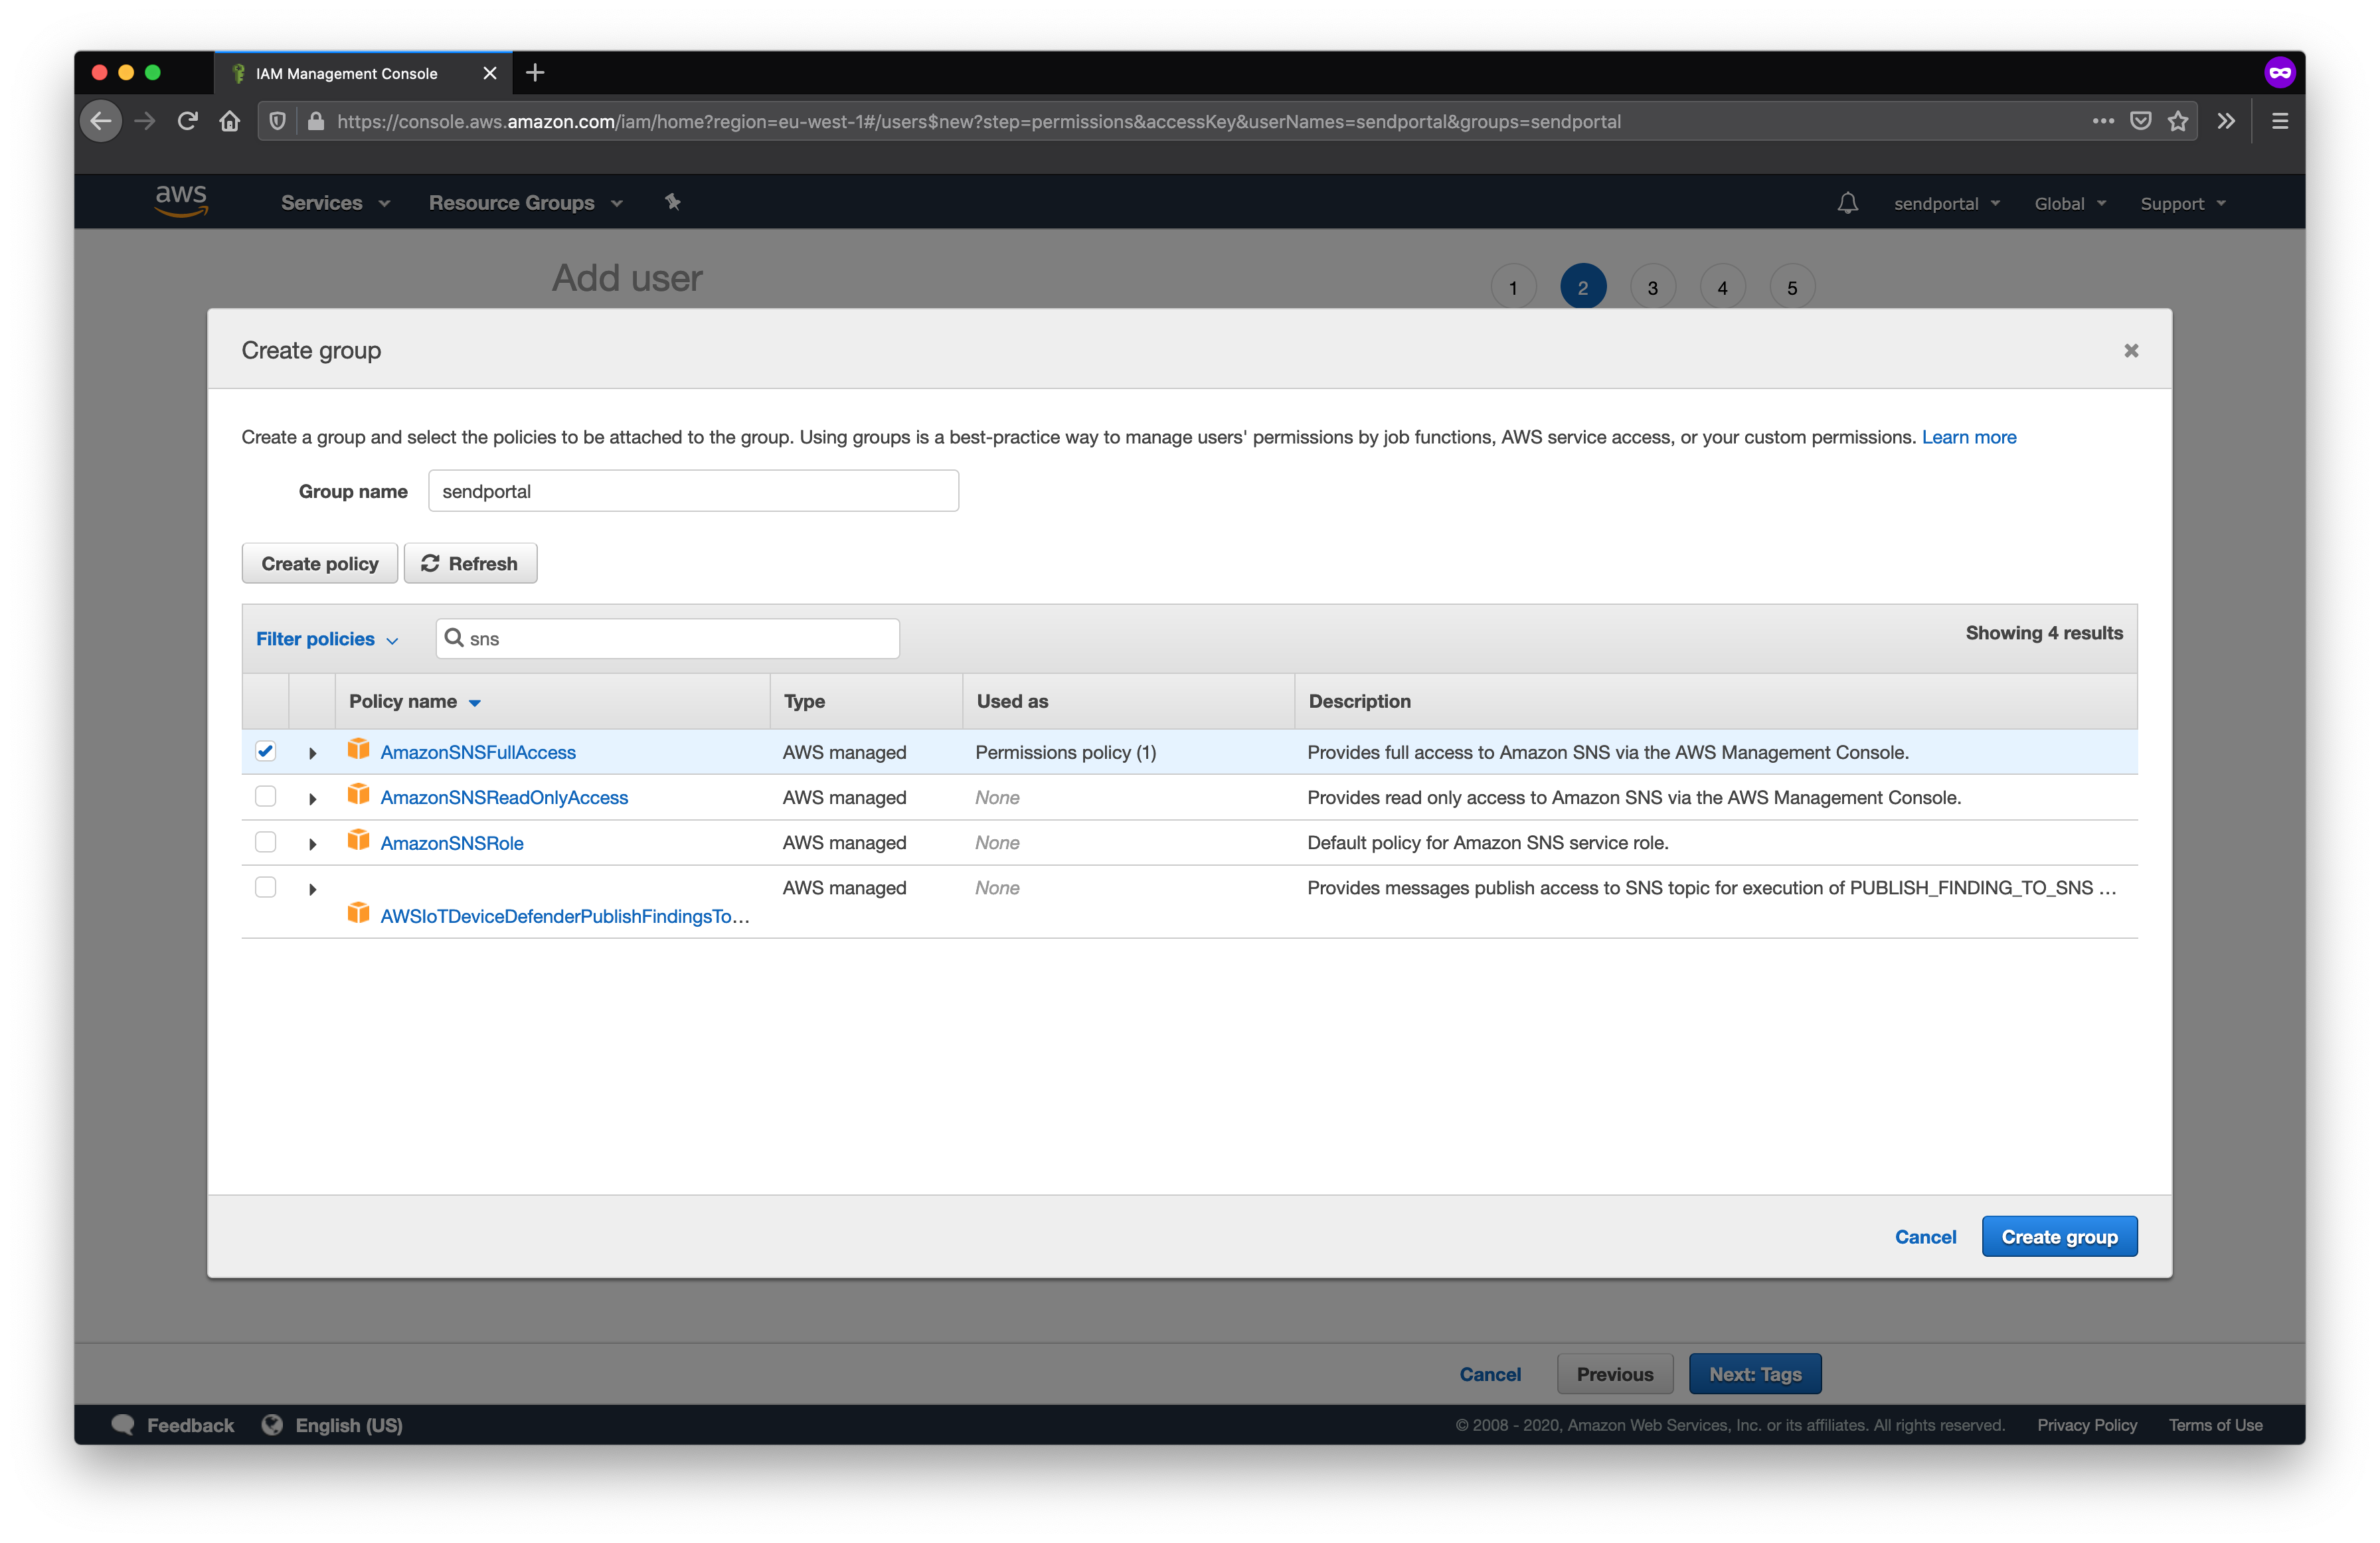 IAM Management Console
https://console.aws.amazon.com/iam/home?region=eu-west-1#/users$new?step=permissions&accessKey&userNames=sendportal&groups=sendportal
aws Services Resource Groups sendportal Global Support
Add user 1 2 3 4 5
Create group
Create a group and select the policies to be attached to the group. Using groups is a best-practice way to manage users' permissions by job functions, AWS service access, or your custom permissions. Learn more
Group name sendportal
Create policy Refresh
Filter policies sns Showing 4 results
Policy name Type Used as Description
AmazonSNSFullAccess AWS managed Permissions policy (1) Provides full access to Amazon SNS via the AWS Management Console.
AmazonSNSReadOnlyAccess AWS managed None Provides read only access to Amazon SNS via the AWS Management Console.
AmazonSNSRole AWS managed None Default policy for Amazon SNS service role.
AWS managed None Provides messages publish access to SNS topic for execution of PUBLISH_FINDING_TO_SNS ...
AWSIoTDeviceDefenderPublishFindingsTo...
Cancel Create group
Cancel Previous Next: Tags
Feedback English (US) © 2008 - 2020, Amazon Web Services, Inc. or its affiliates. All rights reserved. Privacy Policy Terms of Use